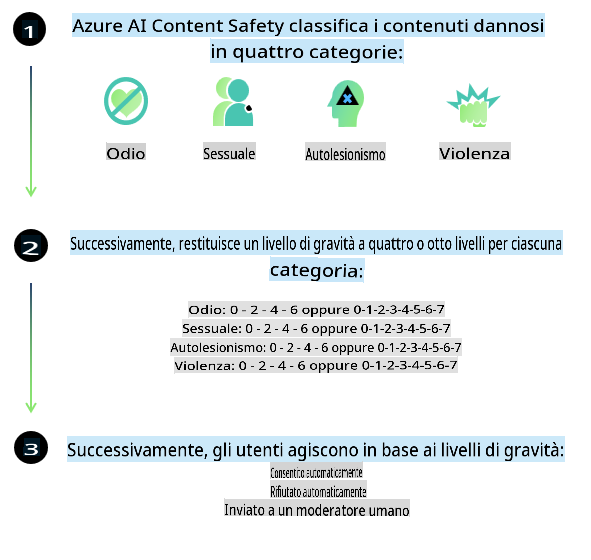 1
Azure AI Content Safety classifica i contenuti dannosi
in quattro categorie:
Odio
Sessuale
Autolesionismo
Violenza
2
Successivamente, restituisce un livello di gravità a quattro o otto livelli per ciascuna
categoria:
Odio: 0 - 2 - 4 - 6 oppure 0-1-2-3-4-5-6-7
Sessuale: 0 - 2 - 4 - 6 oppure 0-1-2-3-4-5-6-7
Autolesionismo: 0 - 2 - 4 - 6 oppure 0-1-2-3-4-5-6-7
Violenza: 0 - 2 - 4 - 6 oppure 0-1-2-3-4-5-6-7
3
Successivamente, gli utenti agiscono in base ai livelli di gravità:
Consentito automaticamente
Rifiutato automaticamente
Inviato a un moderatore umano